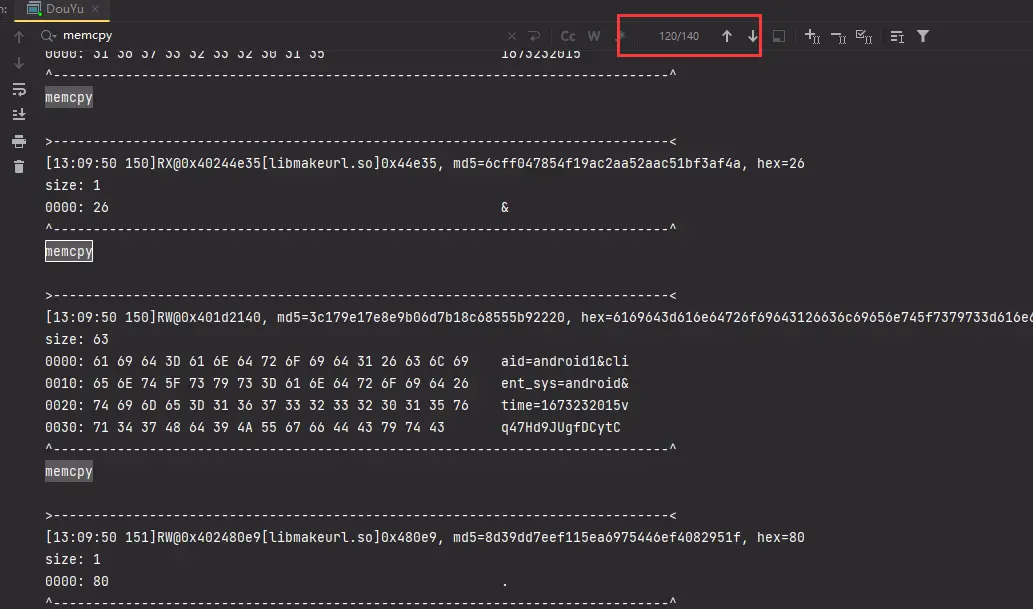 n:
DouYu
memcpy
Cc W
120/140
0000: 31 36 37 33 32 33 32 30 31 35 1673232015
^-----------------------------------------------------------------------------^
memcpy
>-----------------------------------------------------------------------------<
[13:09:50 150]RX@0x40244e35[libmakeurl.so]0x44e35, md5=6cff047854f19ac2aa52aac51bf3af4a, hex=26
size: 1
0000: 26 &
^-----------------------------------------------------------------------------^
memcpy
>-----------------------------------------------------------------------------<
[13:09:50 150]RW@0x401d2140, md5=3c179e17e8e9b06d7b18c68555b92220, hex=6169643d616e64726f69643126636c69656e745f7379733d616e6
size: 63
0000: 61 69 64 3D 61 6E 64 72 6F 69 64 31 26 63 6C 69 aid=android1&cli
0010: 65 6E 74 5F 73 79 73 3D 61 6E 64 72 6F 69 64 26 ent_sys=android&
0020: 74 69 6D 65 3D 31 36 37 33 32 33 32 30 31 35 76 time=1673232015v
0030: 71 34 37 48 64 39 4A 55 67 66 44 43 79 74 43 q47Hd9JUgfDCytC
^-----------------------------------------------------------------------------^
memcpy
>-----------------------------------------------------------------------------<
[13:09:50 151]RW@0x402480e9[libmakeurl.so]0x480e9, md5=8d39dd7eef115ea6975446ef4082951f, hex=80
size: 1
0000: 80 .
^-----------------------------------------------------------------------------^